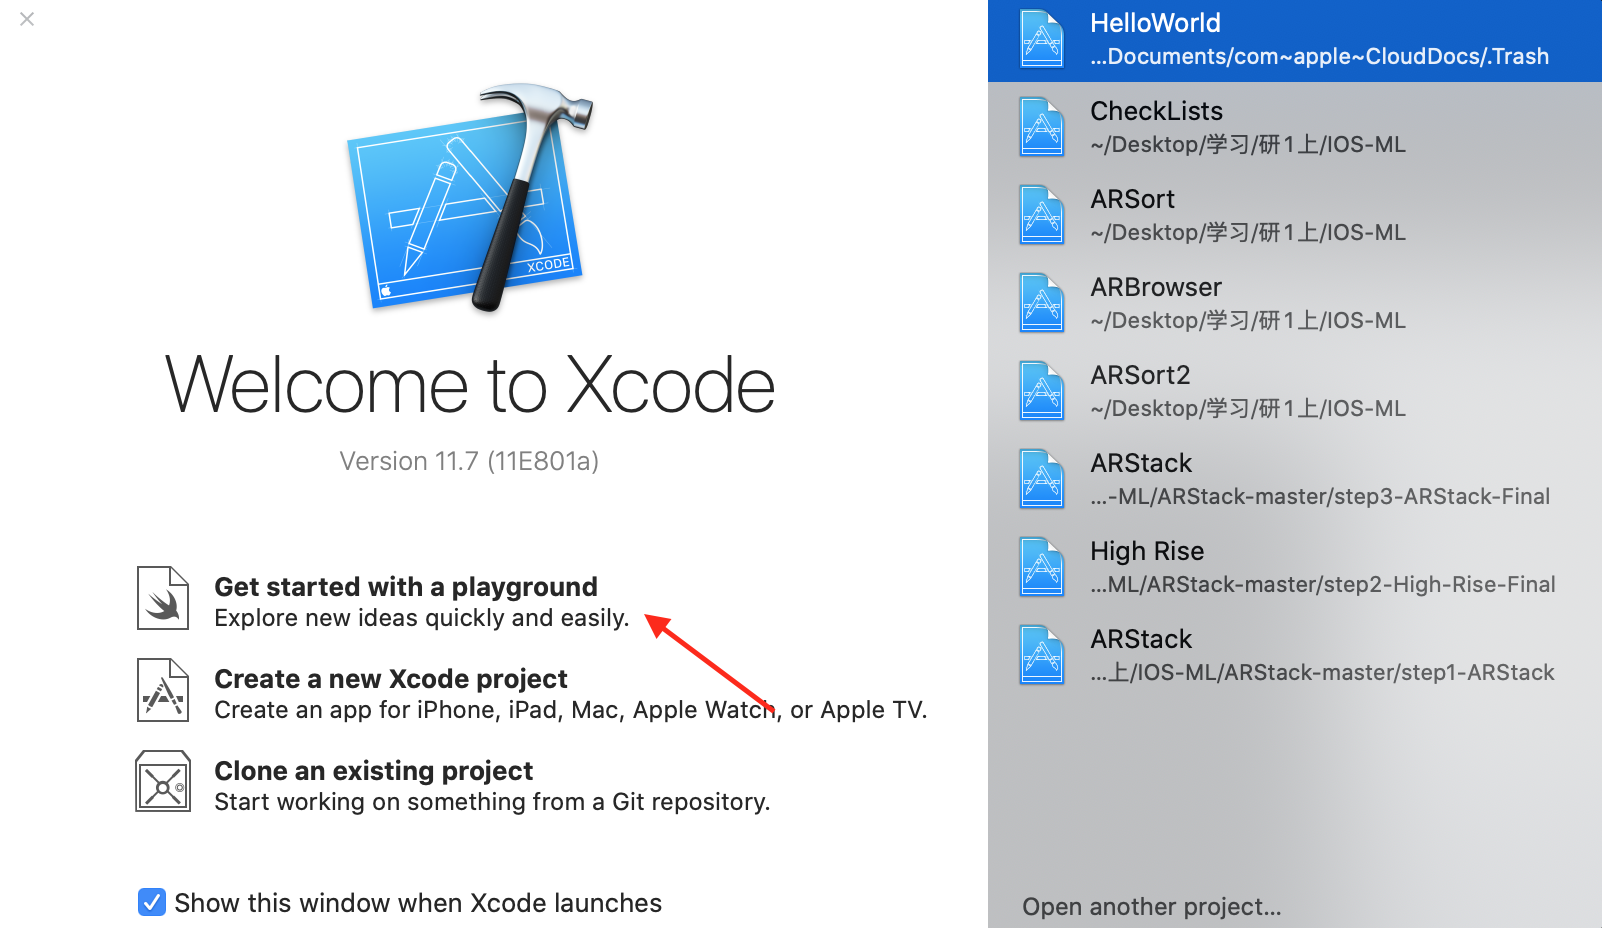 XCODE
Welcome to Xcode
Version 11.7 (11E801a)
Get started with a playground
Explore new ideas quickly and easily.
Create a new Xcode project
Create an app for iPhone, iPad, Mac, Apple Watch, or Apple TV.
Clone an existing project
Start working on something from a Git repository.
Show this window when Xcode launches
HelloWorld
...Documents/com~apple~CloudDocs/.Trash
CheckLists
~/Desktop/学习/研1上/IOS-ML
ARSort
~/Desktop/学习/研1上/IOS-ML
ARBrowser
~/Desktop/学习/研1上/IOS-ML
ARSort2
~/Desktop/学习/研1上/IOS-ML
ARStack
...-ML/ARStack-master/step3-ARStack-Final
High Rise
...ML/ARStack-master/step2-High-Rise-Final
ARStack
...上/IOS-ML/ARStack-master/step1-ARStack
Open another project...